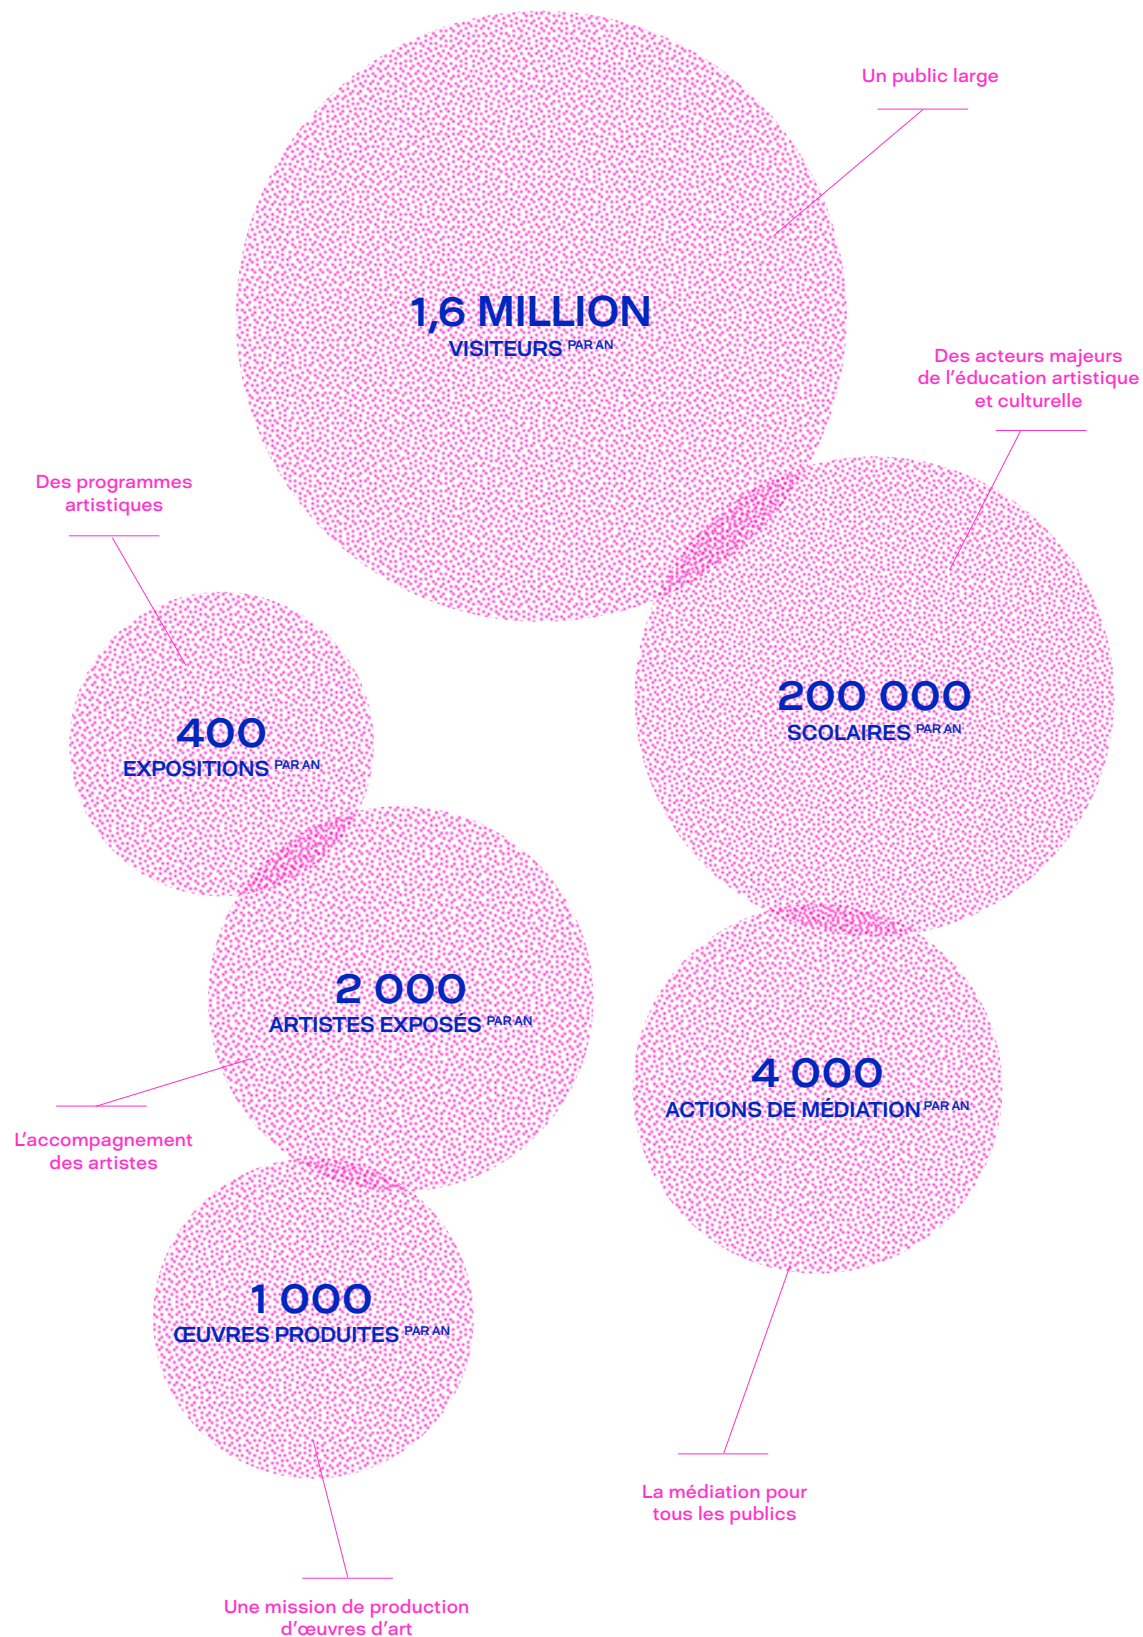 Un public large
1,6 MILLION
VISITEURS PAR AN
Des acteurs majeurs
de l'éducation artistique
et culturelle
200 000
SCOLAIRES PAR AN
Des programmes
artistiques
400
EXPOSITIONS PAR AN
2 000
ARTISTES EXPOSÉS PAR AN
L'accompagnement
des artistes
4 000
ACTIONS DE MÉDIATION PAR AN
1 000
ŒUVRES PRODUITES PAR AN
La médiation pour
tous les publics
Une mission de production
d'œuvres d'art